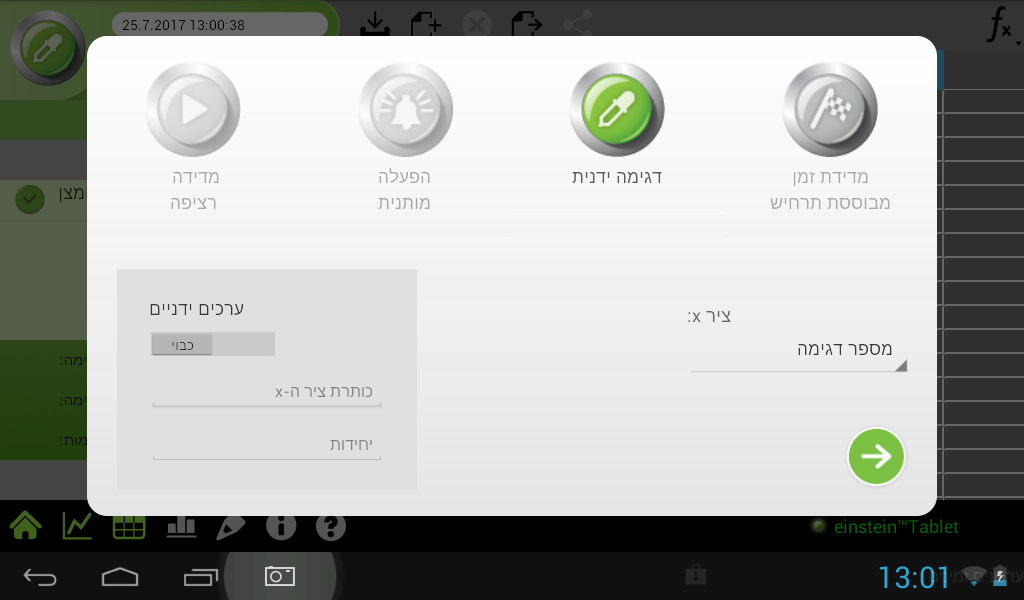 25.7.2017 13:00:38
fx
מדידה
רציפה
הפעלה
מותנית
דגימה ידנית
מדידת זמן
מבוססת תרחיש
ערכים ידניים
כבוי
כותרת ציר ה-x
יחידות
ציר x:
מספר דגימה
einstein™Tablet
13:01